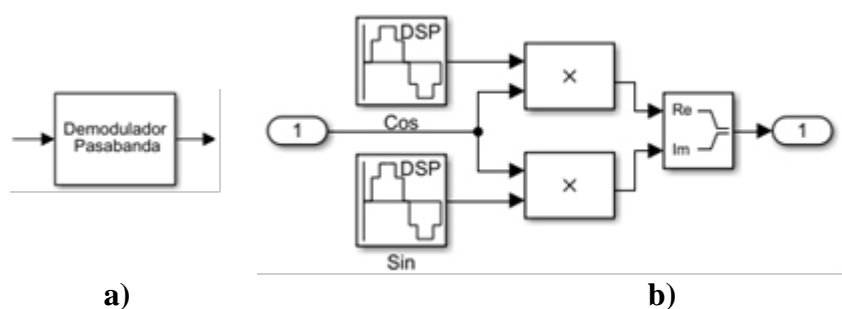 Demodulador
Pasabanda
DSP
Cos
1
×
Re
Im
1
DSP
Sin
×
a)
b)